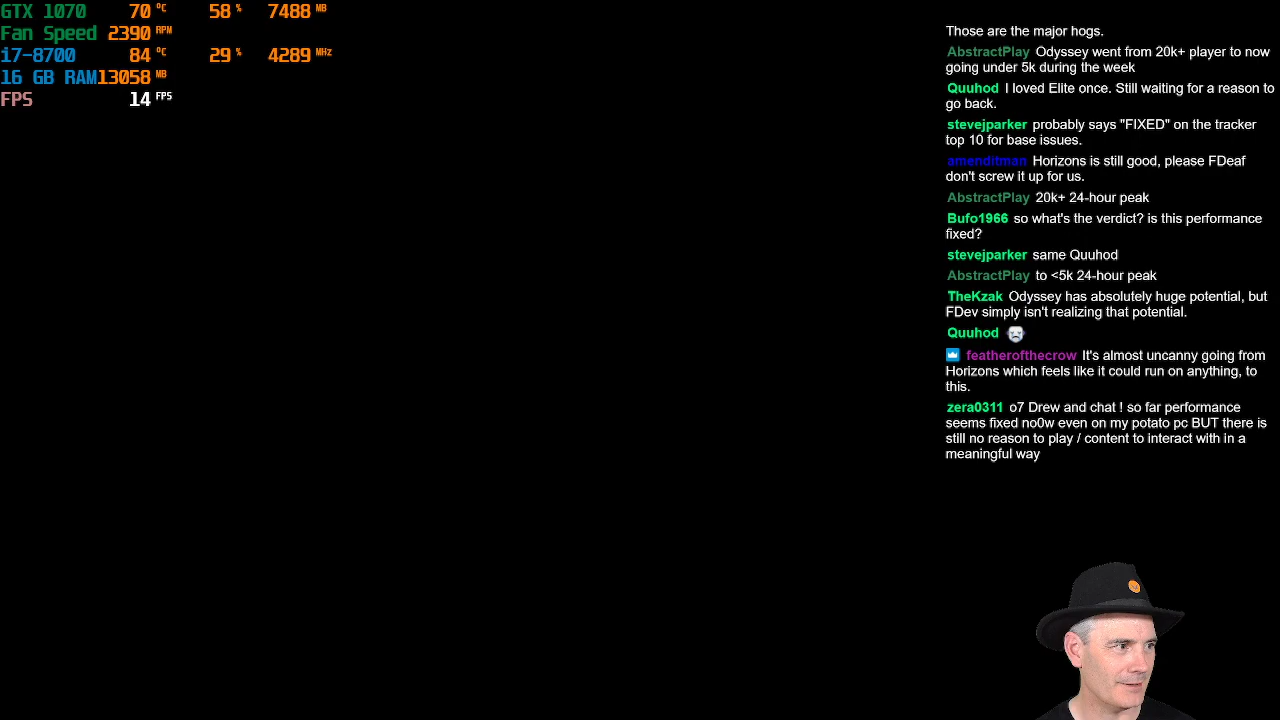 GTX 1070 70 °C 58 % 7488 MB
Fan Speed 2390 RPM
i7-8700 84 °C 29 % 4289 MHz
16 GB RAM 13058 MB
FPS 14 FPS
Those are the major hogs.
AbstractPlay Odyssey went from 20k+ player to now
going under 5k during the week
Quuhod I loved Elite once. Still waiting for a reason to
go back.
stevejparker probably says "FIXED" on the tracker
top 10 for base issues.
amenditman Horizons is still good, please FDeaf
don't screw it up for us.
AbstractPlay 20k+ 24-hour peak
Bufo1966 so what's the verdict? is this performance
fixed?
stevejparker same Quuhod
AbstractPlay to <5k 24-hour peak
TheKzak Odyssey has absolutely huge potential, but
FDev simply isn't realizing that potential.
Quuhod
featherofthecrow It's almost uncanny going from
Horizons which feels like it could run on anything, to
this.
zera0311 o7 Drew and chat ! so far performance
seems fixed no0w even on my potato pc BUT there is
still no reason to play / content to interact with in a
meaningful way